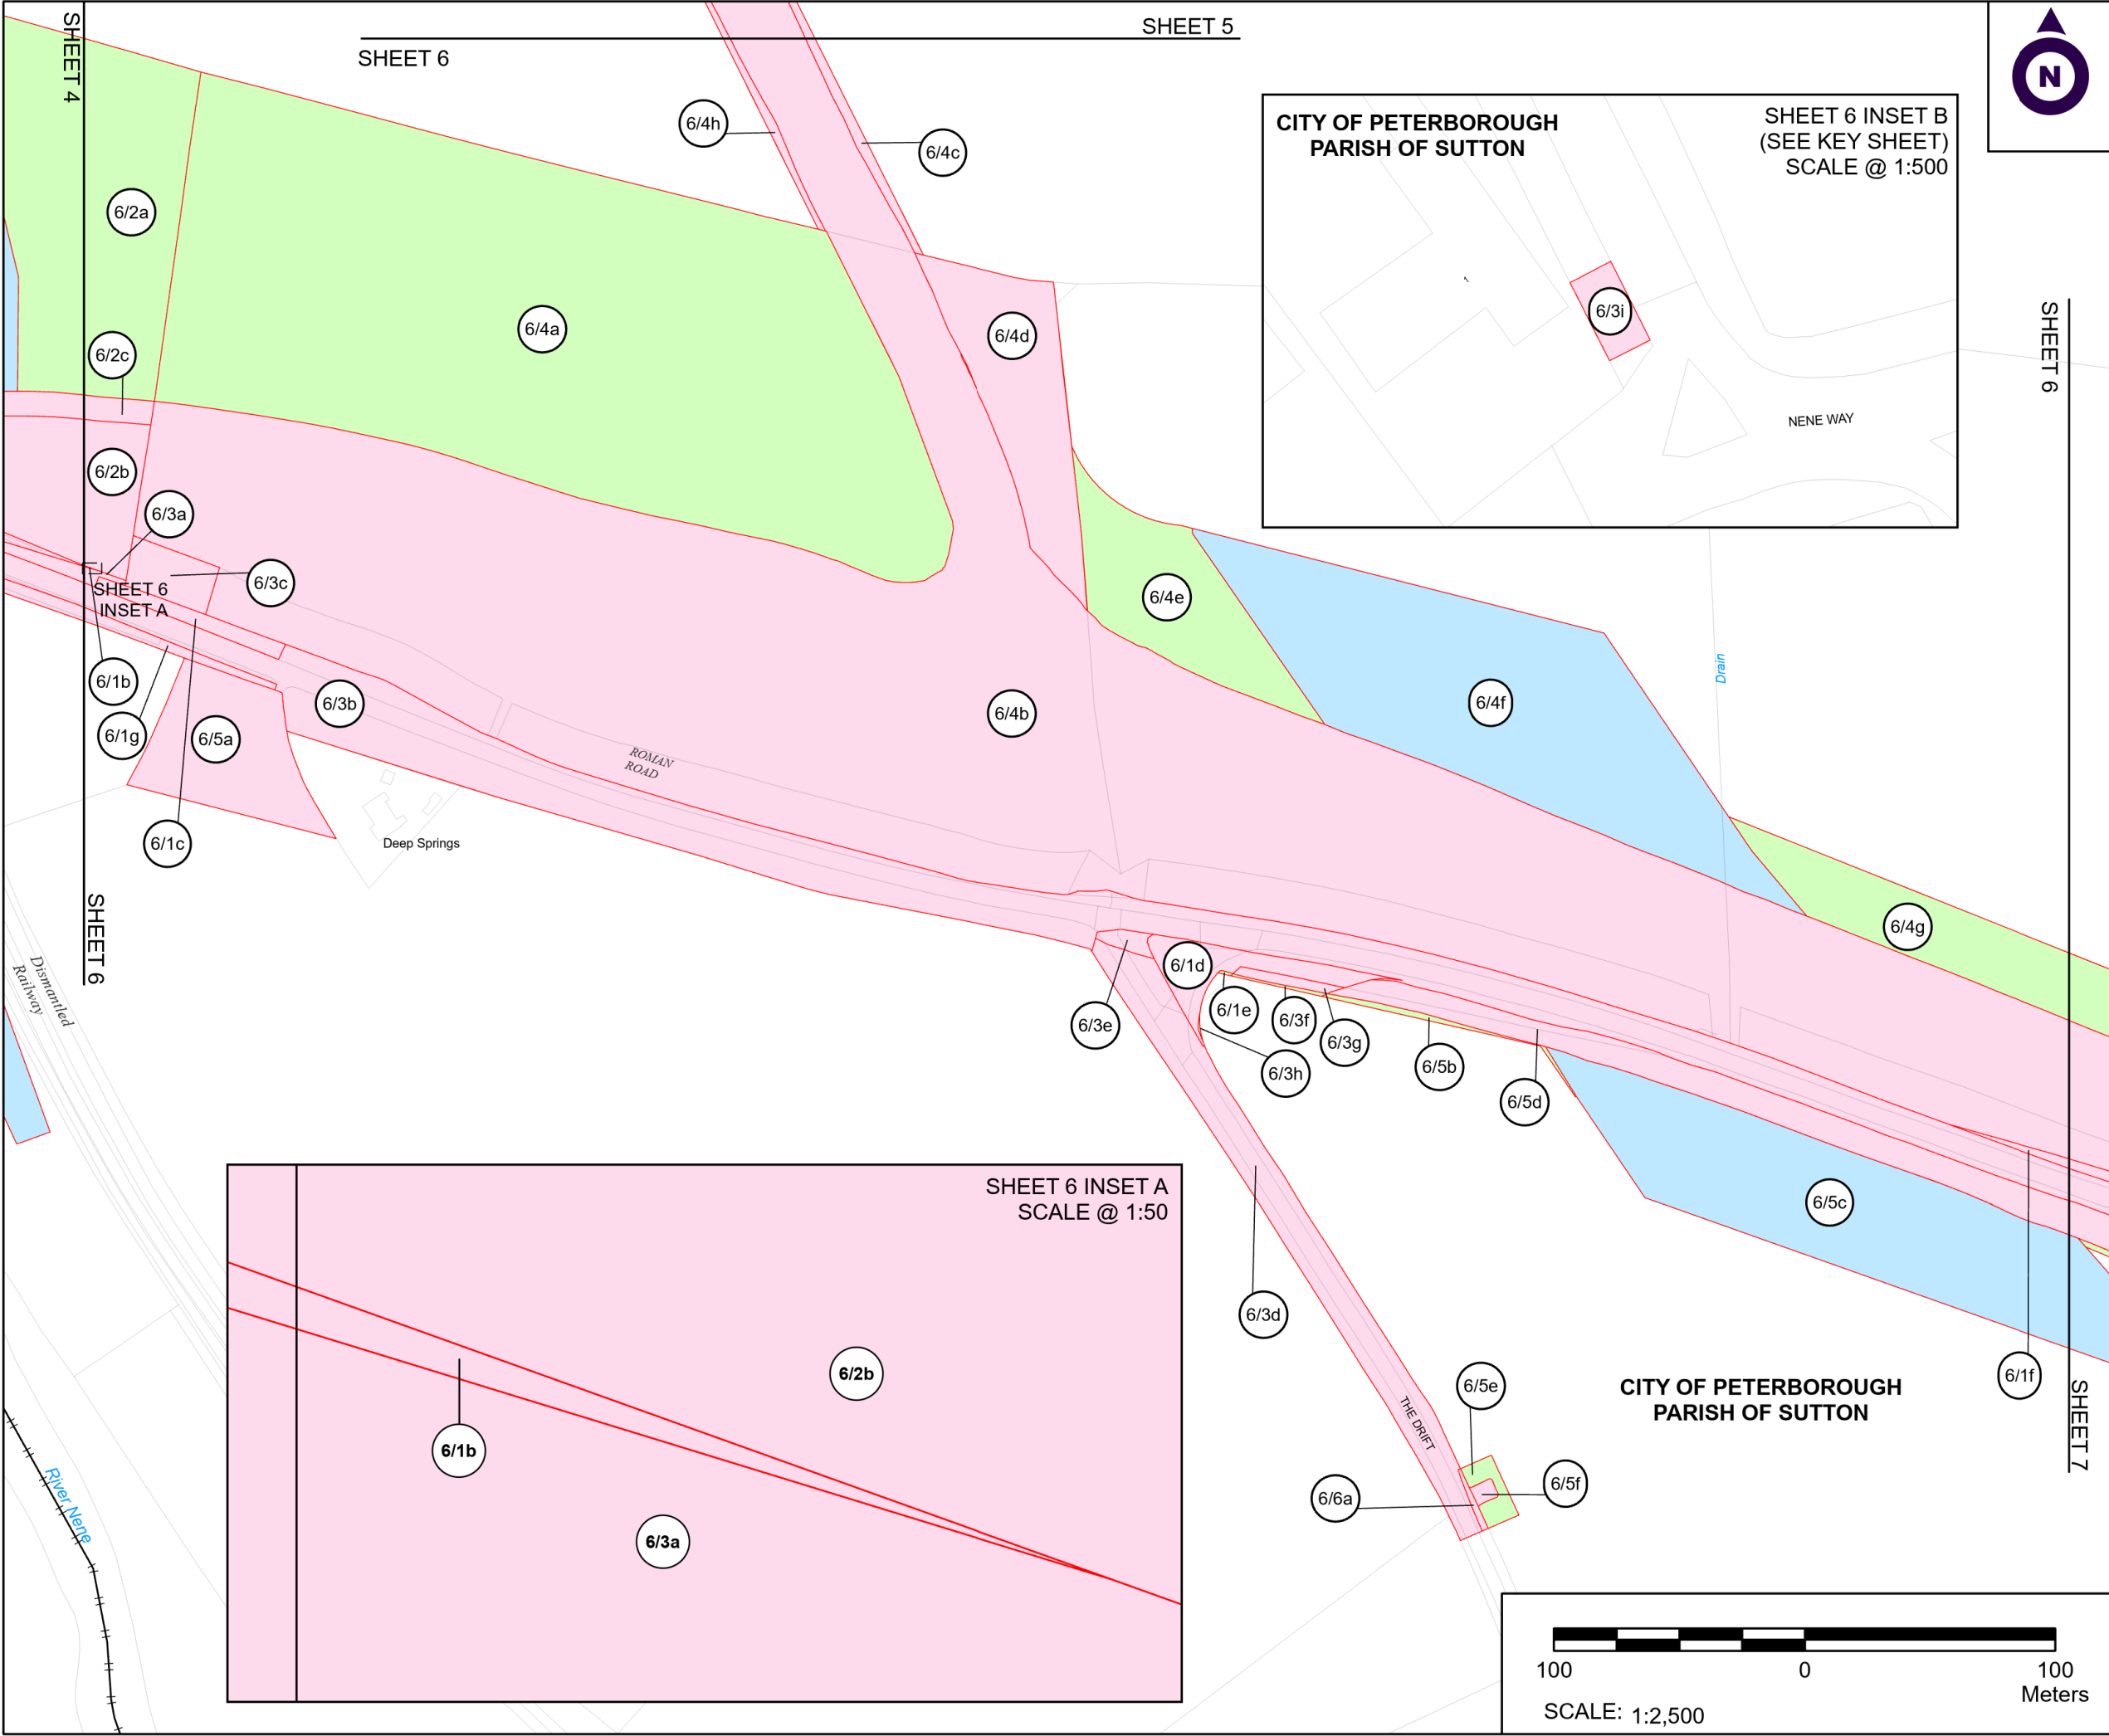 SHEET 4
SHEET 5
SHEET 6
N
6/4h
6/4c
CITY OF PETERBOROUGH
PARISH OF SUTTON
SHEET 6 INSET B
(SEE KEY SHEET)
SCALE @ 1:500
6/3i
NENE WAY
SHEET 6
6/2a
6/4a
6/4d
6/2c
6/2b
6/3a
6/3c
SHEET 6
INSET A
6/4e
6/4f
Drain
6/1b
6/1g
6/5a
6/3b
6/4b
ROMAN
ROAD
6/1c
Deep Springs
SHEET 6
6/4g
Dismantled
Railway
6/1d
6/3e
6/1e
6/3f
6/3g
6/3h
6/5b
6/5d
6/5c
SHEET 6 INSET A
SCALE @ 1:50
6/2b
6/1b
6/3a
6/3d
6/1f
SHEET 7
CITY OF PETERBOROUGH
PARISH OF SUTTON
THE DRIFT
6/5e
6/5f
6/6a
River Nene
100 0 100
Meters
SCALE: 1:2,500